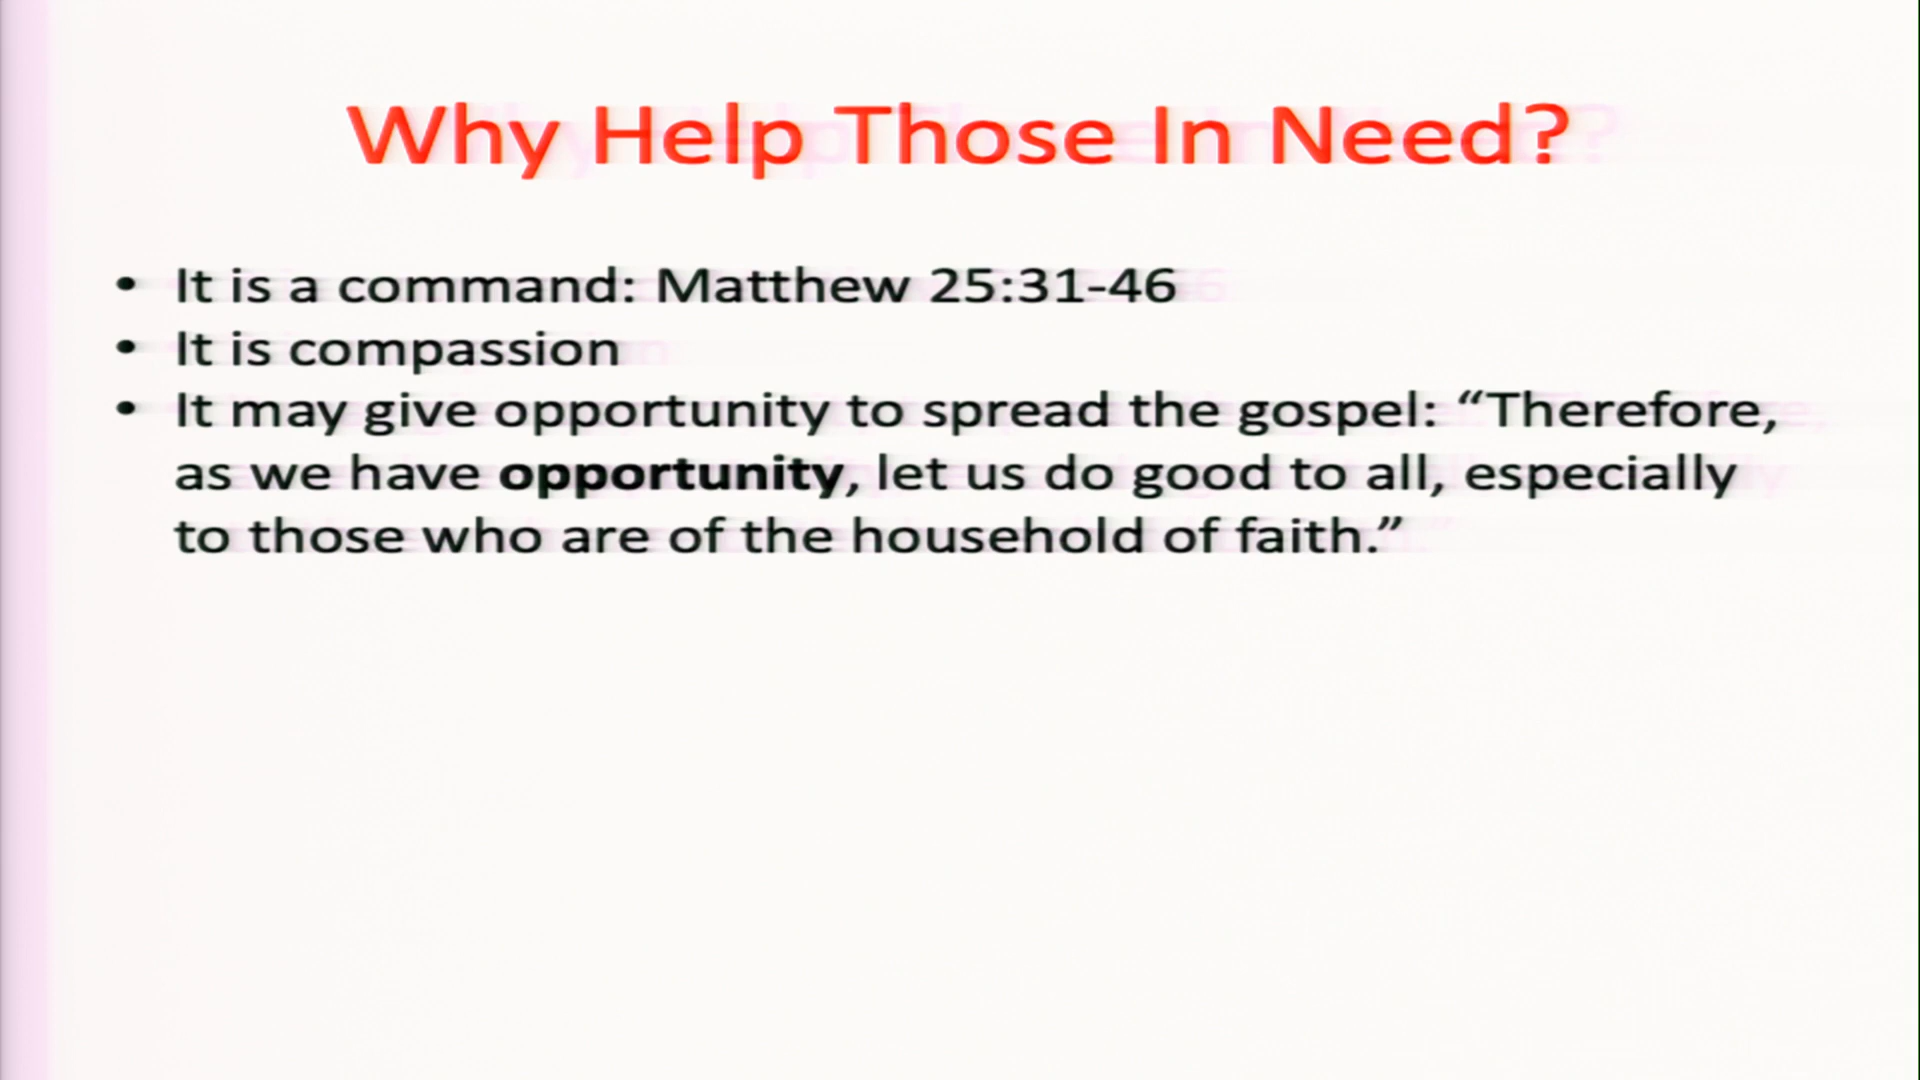 Why Help Those In Need?
• It is a command: Matthew 25:31-46
• It is compassion
• It may give opportunity to spread the gospel: “Therefore,
as we have opportunity, let us do good to all, especially
to those who are of the household of faith.”